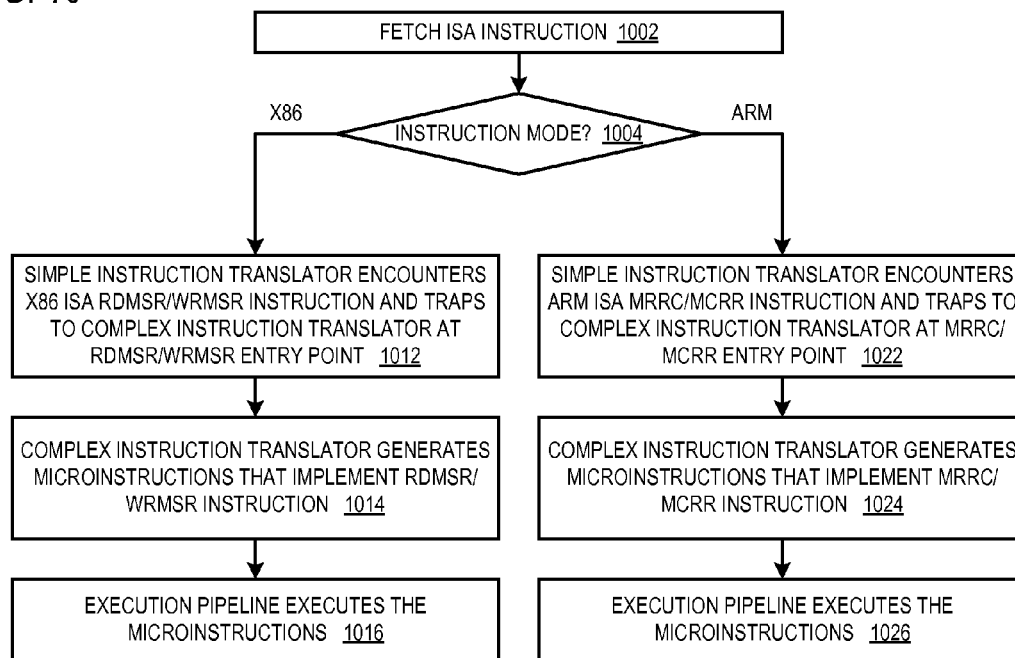 FETCH ISA INSTRUCTION 1002
X86
INSTRUCTION MODE? 1004
ARM
SIMPLE INSTRUCTION TRANSLATOR ENCOUNTERS
X86 ISA RDMSR/WRMSR INSTRUCTION AND TRAPS
TO COMPLEX INSTRUCTION TRANSLATOR AT
RDMSR/WRMSR ENTRY POINT 1012
SIMPLE INSTRUCTION TRANSLATOR ENCOUNTERS
ARM ISA MRRC/MCRR INSTRUCTION AND TRAPS TO
COMPLEX INSTRUCTION TRANSLATOR AT MRRC/
MCRR ENTRY POINT 1022
COMPLEX INSTRUCTION TRANSLATOR GENERATES
MICROINSTRUCTIONS THAT IMPLEMENT RDMSR/
WRMSR INSTRUCTION 1014
COMPLEX INSTRUCTION TRANSLATOR GENERATES
MICROINSTRUCTIONS THAT IMPLEMENT MRRC/
MCRR INSTRUCTION 1024
EXECUTION PIPELINE EXECUTES THE
MICROINSTRUCTIONS 1016
EXECUTION PIPELINE EXECUTES THE
MICROINSTRUCTIONS 1026